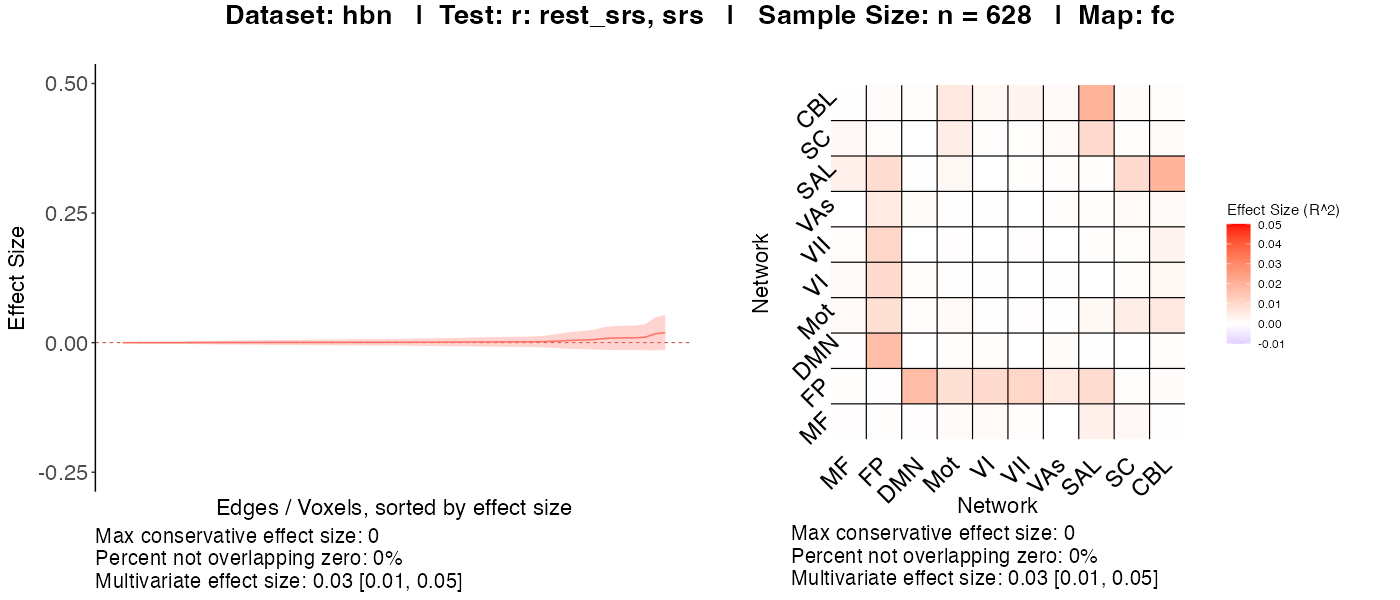 Dataset: hbn | Test: r: rest_srs, srs | Sample Size: n = 628 | Map: fc
Effect Size
0.50
0.25
0.00
-0.25
Edges / Voxels, sorted by effect size
Max conservative effect size: 0
Percent not overlapping zero: 0%
Multivariate effect size: 0.03 [0.01, 0.05]
Network
CBL
SC
SAL
VAs
VII
VI
Mot
DMN
FP
MF
MF FP DMN Mot VI VII VAs SAL SC CBL
Network
Max conservative effect size: 0
Percent not overlapping zero: 0%
Multivariate effect size: 0.03 [0.01, 0.05]
Effect Size (R^2)
0.05
0.04
0.03
0.02
0.01
0.00
-0.01